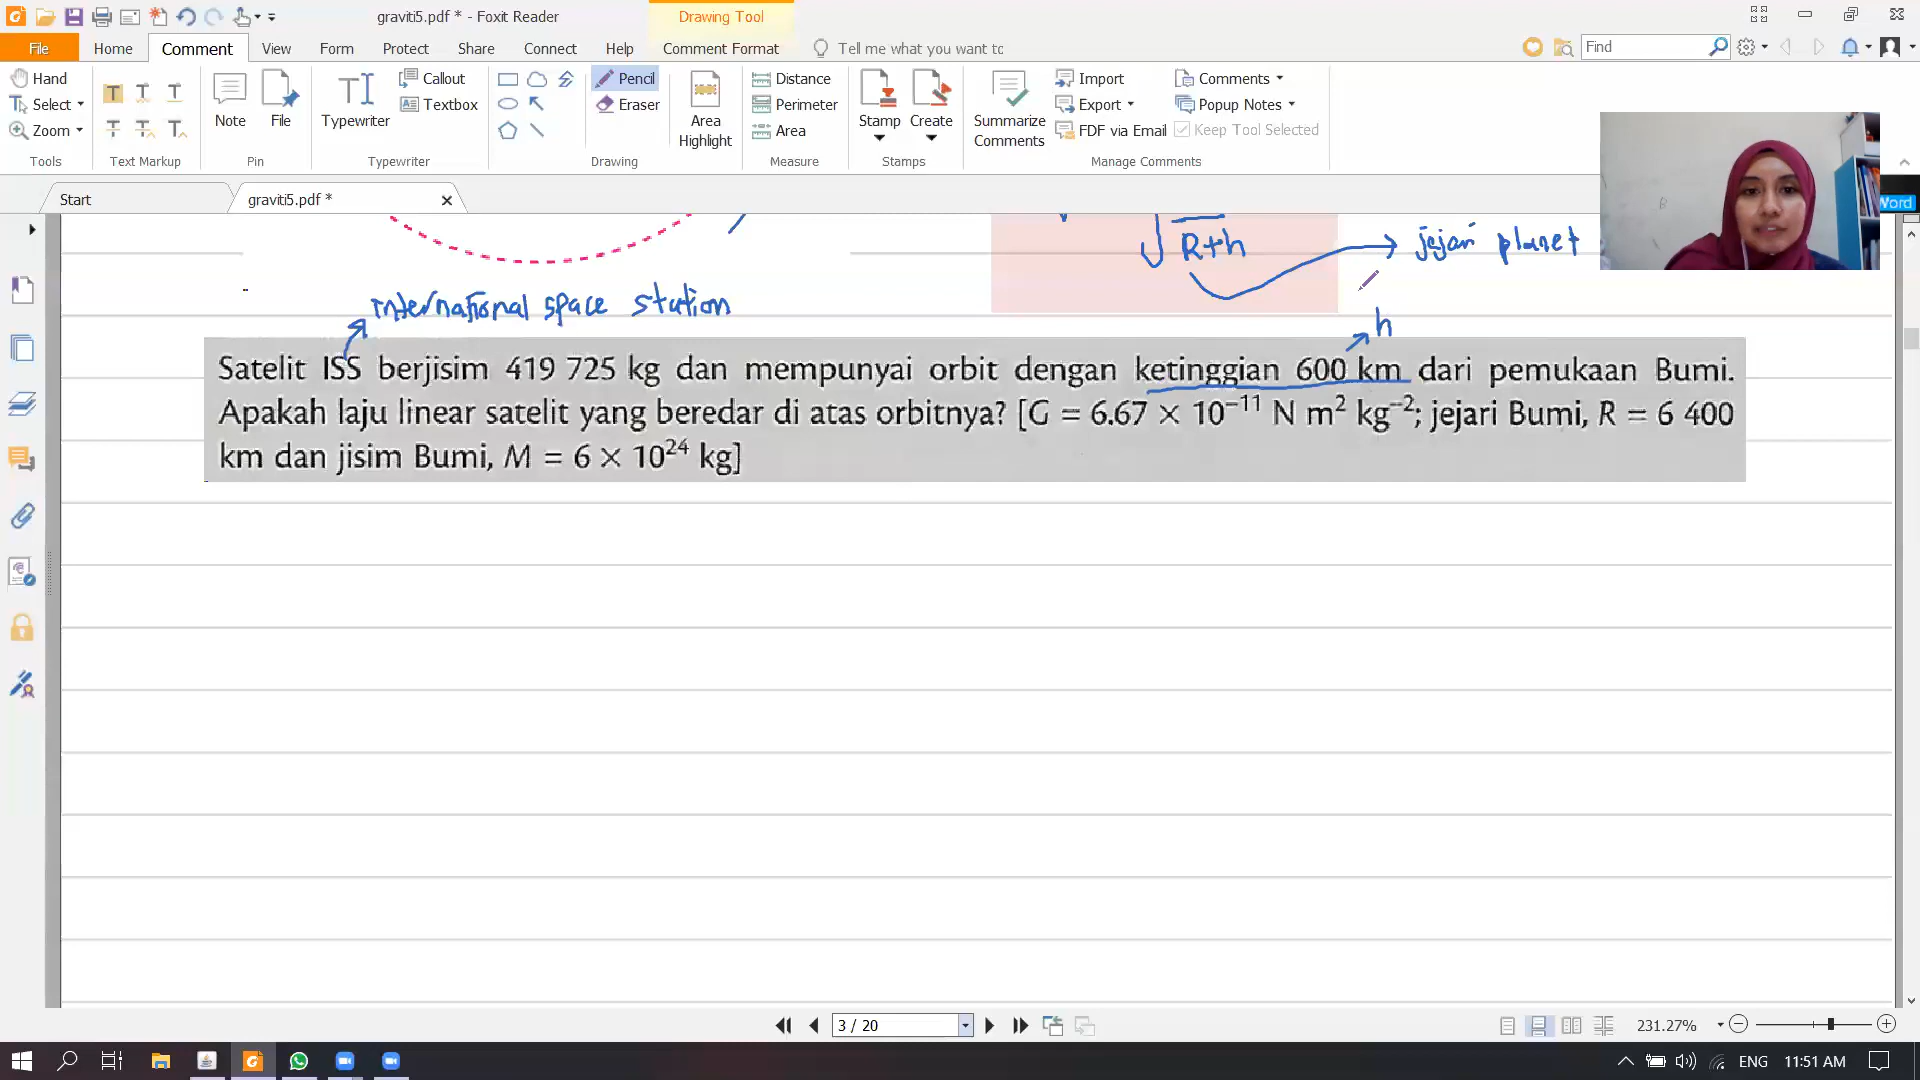 graviti5.pdf * - Foxit Reader
Drawing Tool
File
Home
Comment
View
Form
Protect
Share
Connect
Help
Comment Format
Tell me what you want to
Find
Hand
Select
Zoom
Tools
Text Markup
Note
File
Pin
Typewriter
Callout
Textbox
Typewriter
Pencil
Eraser
Drawing
Area
Highlight
Distance
Perimeter
Area
Measure
Stamp
Create
Stamps
Summarize
Comments
Import
Export
FDF via Email
Comments
Popup Notes
Keep Tool Selected
Manage Comments
Start
graviti5.pdf *
Word
R+h
jejari planet
international space station
h
Satelit ISS berjisim 419 725 kg dan mempunyai orbit dengan ketinggian 600 km dari pemukaan Bumi.
Apakah laju linear satelit yang beredar di atas orbitnya? [G = 6.67 × 10⁻¹¹ N m² kg⁻²; jejari Bumi, R = 6 400
km dan jisim Bumi, M = 6 × 10²⁴ kg]
3 / 20
231.27%
ENG
11:51 AM